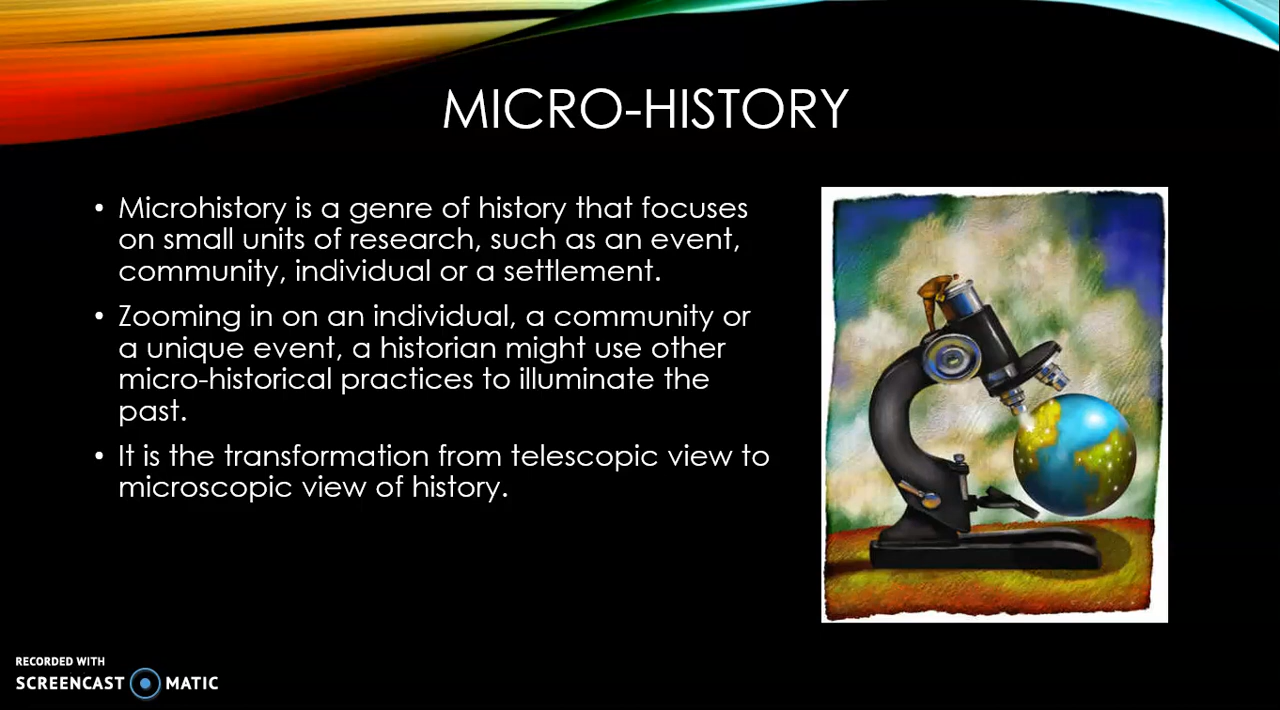 MICRO-HISTORY
• Microhistory is a genre of history that focuses
on small units of research, such as an event,
community, individual or a settlement.
• Zooming in on an individual, a community or
a unique event, a historian might use other
micro-historical practices to illuminate the
past.
• It is the transformation from telescopic view to
microscopic view of history.
RECORDED WITH
SCREENCAST MATIC